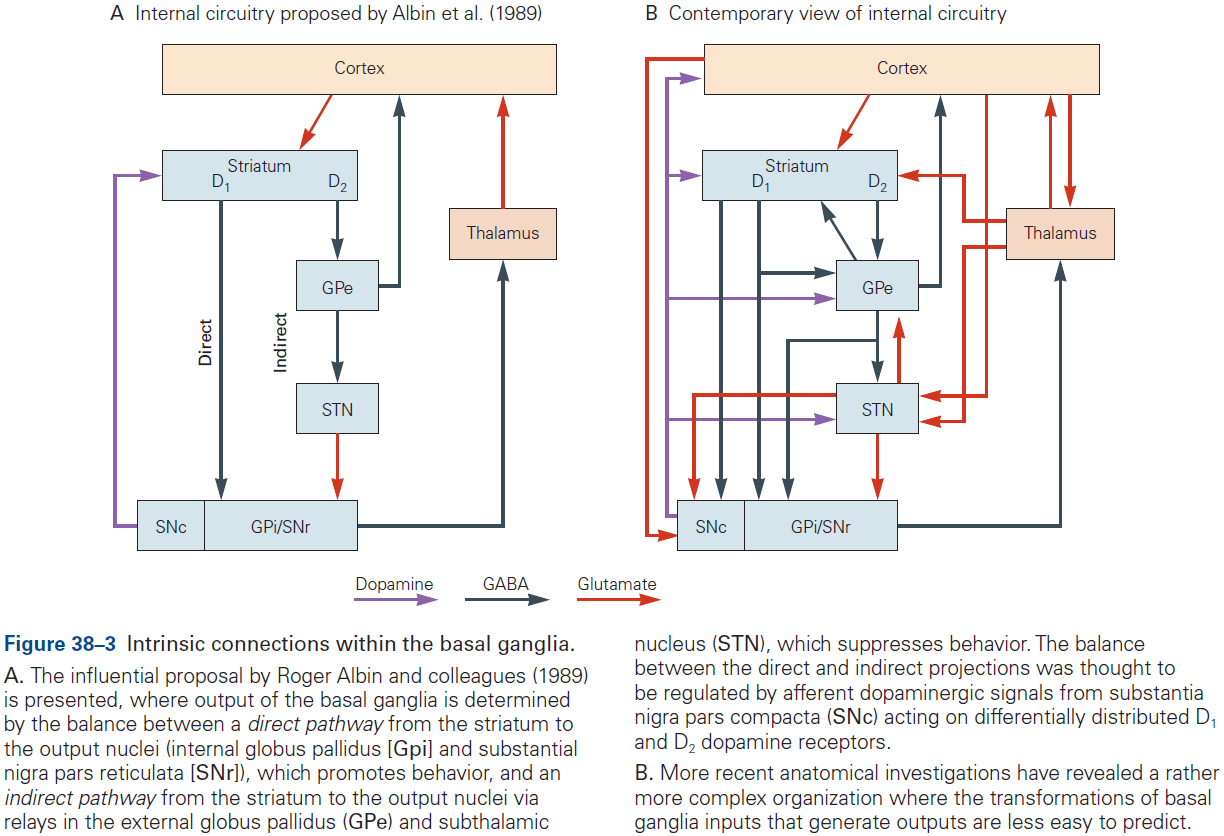 A Internal circuitry proposed by Albin et al. (1989)
Cortex
Striatum
D1
D2
Thalamus
GPe
Direct
Indirect
STN
SNc
GPi/SNr
B Contemporary view of internal circuitry
Cortex
Striatum
D1
D2
Thalamus
GPe
STN
SNc
GPi/SNr
Dopamine
GABA
Glutamate
Figure 38–3 Intrinsic connections within the basal ganglia.
A. The influential proposal by Roger Albin and colleagues (1989)
is presented, where output of the basal ganglia is determined
by the balance between a direct pathway from the striatum to
the output nuclei (internal globus pallidus [Gpi] and substantial
nigra pars reticulata [SNr]), which promotes behavior, and an
indirect pathway from the striatum to the output nuclei via
relays in the external globus pallidus (GPe) and subthalamic
nucleus (STN), which suppresses behavior. The balance
between the direct and indirect projections was thought to
be regulated by afferent dopaminergic signals from substantia
nigra pars compacta (SNc) acting on differentially distributed D1
and D2 dopamine receptors.
B. More recent anatomical investigations have revealed a rather
more complex organization where the transformations of basal
ganglia inputs that generate outputs are less easy to predict.